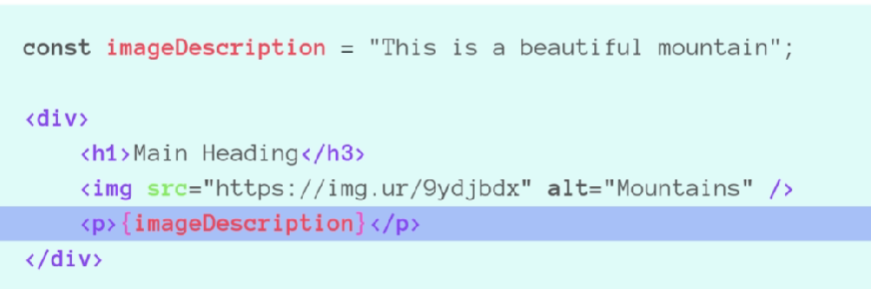 const imageDescription = "This is a beautiful mountain";
<div>
<h1>Main Heading</h3>
<img src="https://img.ur/9ydjbdx" alt="Mountains" />
<p>{imageDescription}</p>
</div>